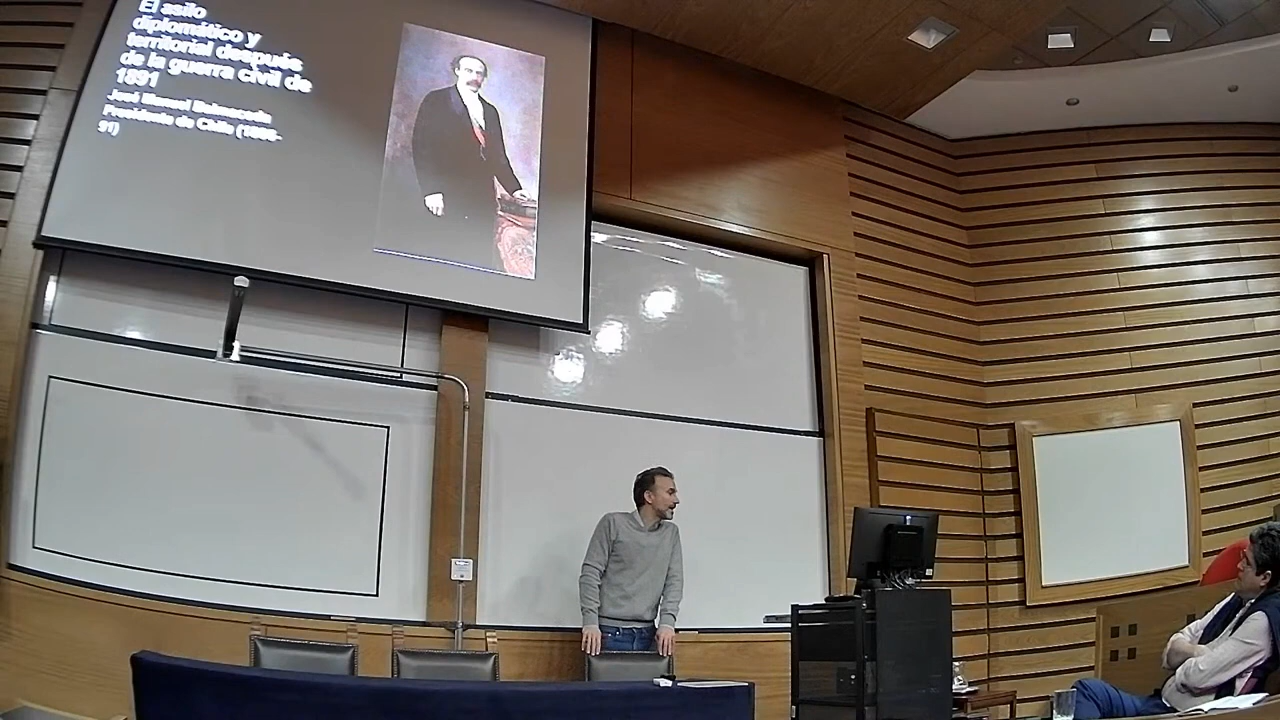 El asilo
diplomático y
territorial después
de la guerra civil de
1891
José Manuel Balmaceda
Presidente de Chile (1886-
91)